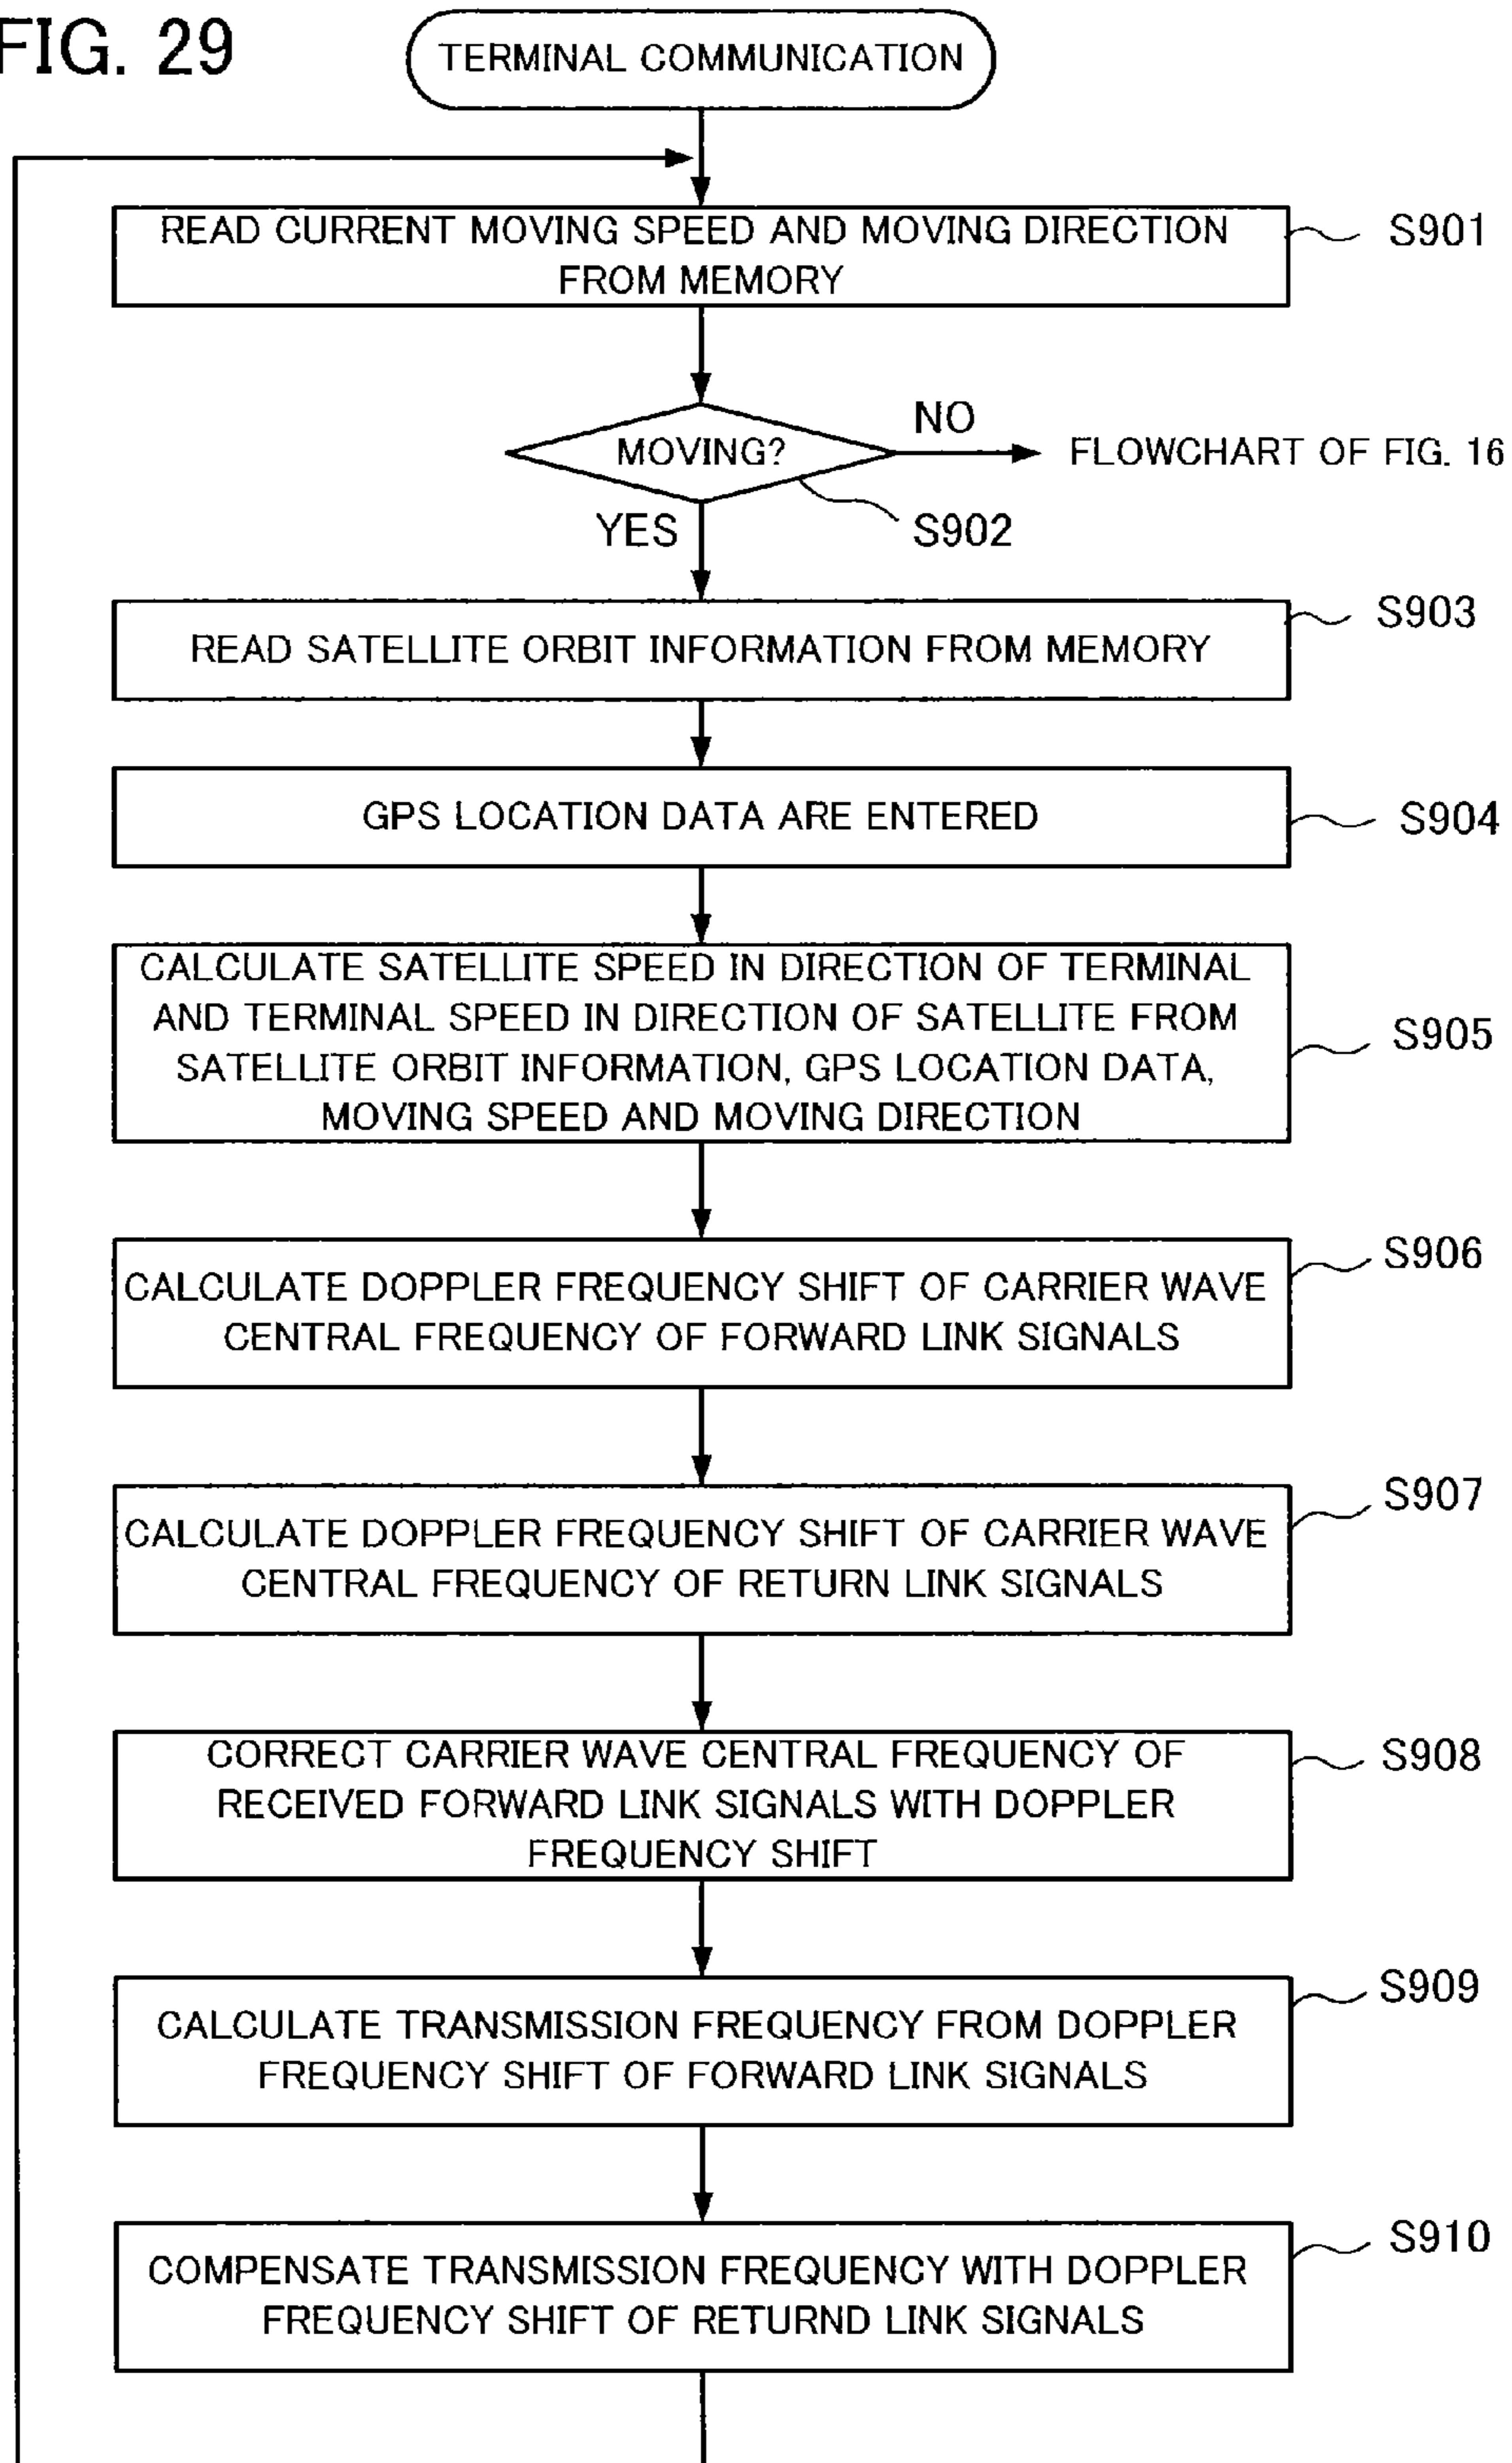 FIG. 29
TERMINAL COMMUNICATION
READ CURRENT MOVING SPEED AND MOVING DIRECTION
FROM MEMORY
S901
MOVING?
NO
FLOWCHART OF FIG. 16
YES
S902
READ SATELLITE ORBIT INFORMATION FROM MEMORY
S903
GPS LOCATION DATA ARE ENTERED
S904
CALCULATE SATELLITE SPEED IN DIRECTION OF TERMINAL
AND TERMINAL SPEED IN DIRECTION OF SATELLITE FROM
SATELLITE ORBIT INFORMATION, GPS LOCATION DATA,
MOVING SPEED AND MOVING DIRECTION
S905
CALCULATE DOPPLER FREQUENCY SHIFT OF CARRIER WAVE
CENTRAL FREQUENCY OF FORWARD LINK SIGNALS
S906
CALCULATE DOPPLER FREQUENCY SHIFT OF CARRIER WAVE
CENTRAL FREQUENCY OF RETURN LINK SIGNALS
S907
CORRECT CARRIER WAVE CENTRAL FREQUENCY OF
RECEIVED FORWARD LINK SIGNALS WITH DOPPLER
FREQUENCY SHIFT
S908
CALCULATE TRANSMISSION FREQUENCY FROM DOPPLER
FREQUENCY SHIFT OF FORWARD LINK SIGNALS
S909
COMPENSATE TRANSMISSION FREQUENCY WITH DOPPLER
FREQUENCY SHIFT OF RETURND LINK SIGNALS
S910